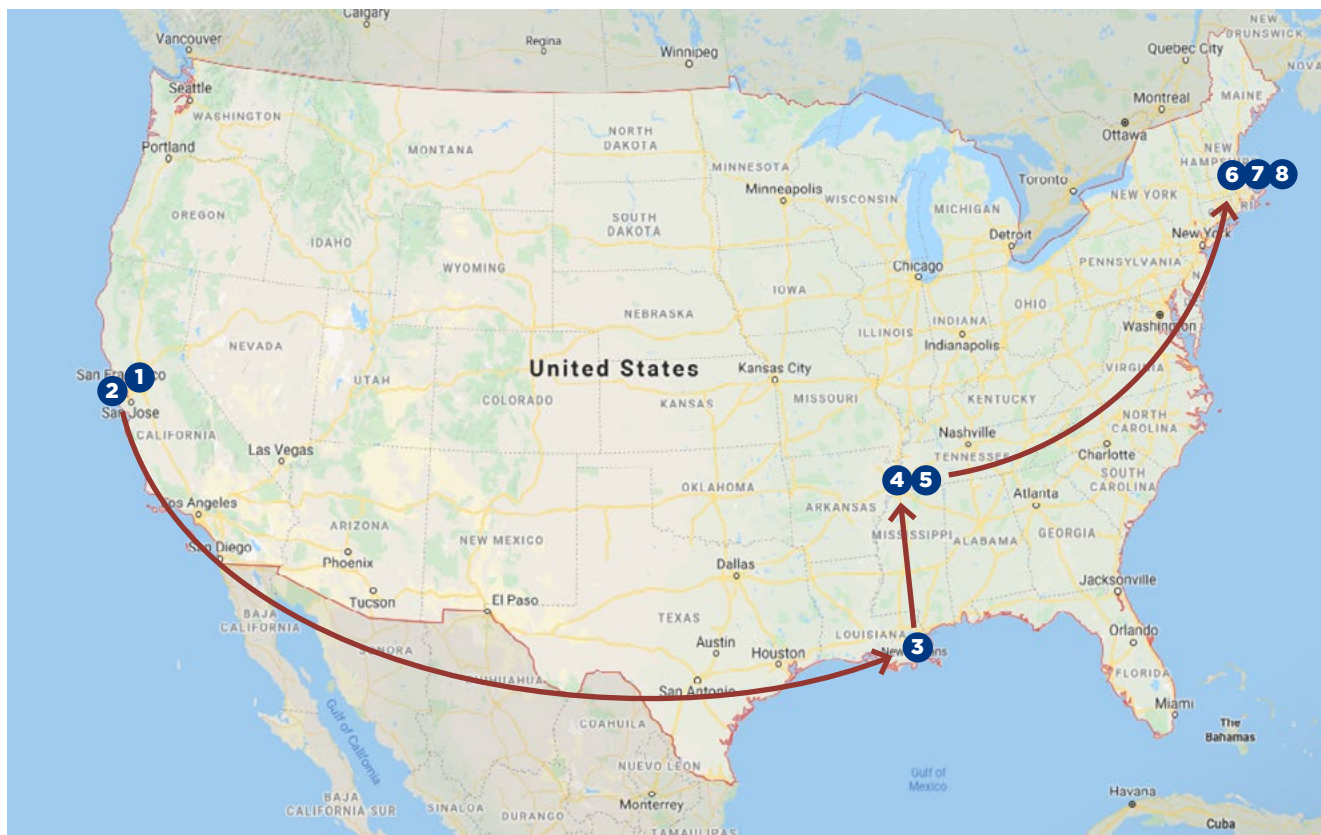 Calgary
Vancouver
Regina
Winnipeg
Quebec City
NEW
BRUNSWICK
NOVA
Seattle
WASHINGTON
Montreal
MAINE
Ottawa
Portland
MONTANA
NORTH
DAKOTA
MINNESOTA
NEW
HAMPSHIRE
6 7 8
Toronto
Minneapolis
WISCONSIN
MICHIGAN
NEW YORK
RI
OREGON
SOUTH
DAKOTA
IDAHO
Detroit
New York
WYOMING
Chicago
PENNSYLVANIA
IOWA
NEBRASKA
OHIO
ILLINOIS
INDIANA
Indianapolis
Washington
NEVADA
United States
Kansas City
VIRGINIA
San Francisco
1
2
UTAH
COLORADO
KANSAS
MISSOURI
KENTUCKY
San Jose
CALIFORNIA
NORTH
CAROLINA
Las Vegas
Nashville
TENNESSEE
Charlotte
SOUTH
CAROLINA
4 5
OKLAHOMA
ARKANSAS
Atlanta
Los Angeles
ARIZONA
NEW MEXICO
MISSISSIPPI
ALABAMA
GEORGIA
San Diego
Phoenix
Dallas
Jacksonville
Tucson
El Paso
BAJA
CALIFORNIA
TEXAS
LOUISIANA
Austin
Houston
3
New Orleans
Orlando
SONORA
CHIHUAHUA
San Antonio
FLORIDA
Gulf of California
COAHUILA
Miami
The
Bahamas
NUEVO LEON
Gulf of
Mexico
BAJA
CALIFORNIA SUR
SINALOA
DURANGO
Monterrey
Havana
TAMAULIPAS
Cuba